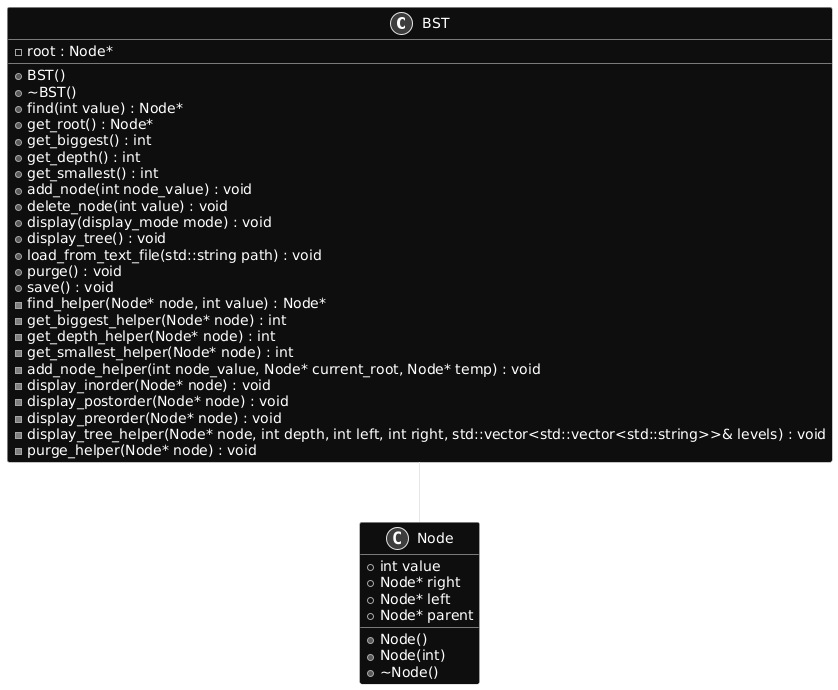 C BST
root : Node*
BST()
~BST()
find(int value) : Node*
get_root() : Node*
get_biggest() : int
get_depth() : int
get_smallest() : int
add_node(int node_value) : void
delete_node(int value) : void
display(display_mode mode) : void
display_tree() : void
load_from_text_file(std::string path) : void
purge() : void
save() : void
find_helper(Node* node, int value) : Node*
get_biggest_helper(Node* node) : int
get_depth_helper(Node* node) : int
get_smallest_helper(Node* node) : int
add_node_helper(int node_value, Node* current_root, Node* temp) : void
display_inorder(Node* node) : void
display_postorder(Node* node) : void
display_preorder(Node* node) : void
display_tree_helper(Node* node, int depth, int left, int right, std::vector<std::vector<std::string>>& levels) : void
purge_helper(Node* node) : void
C Node
int value
Node* right
Node* left
Node* parent
Node()
Node(int)
~Node()